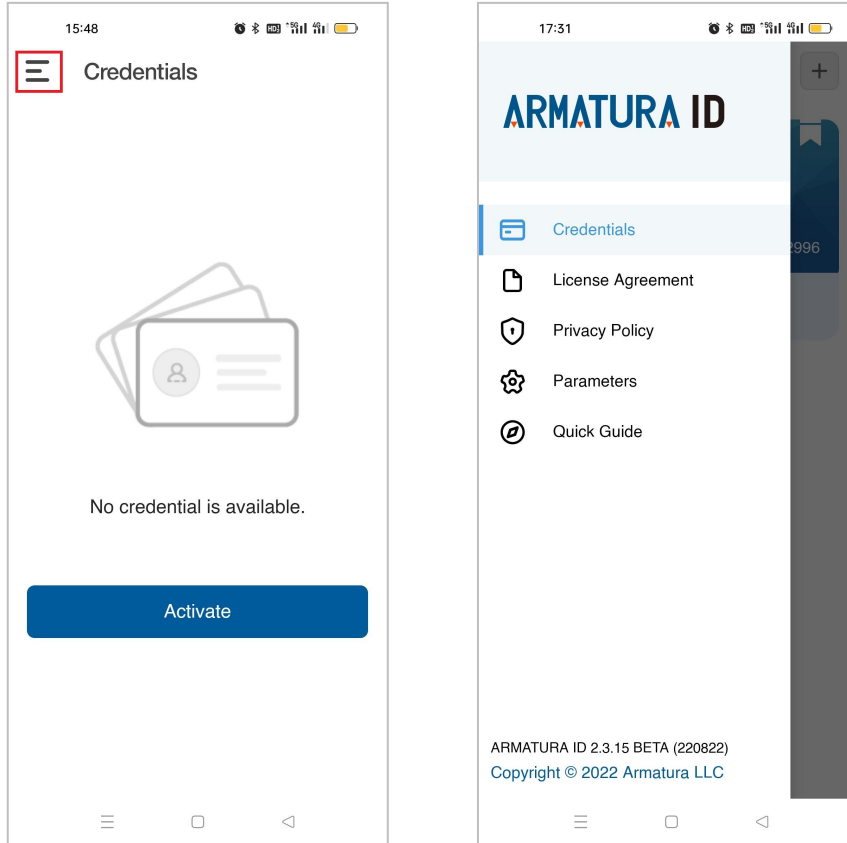 15:48
Credentials
No credential is available.
Activate
17:31
ARMATURA ID
2996
Credentials
License Agreement
Privacy Policy
Parameters
Quick Guide
ARMATURA ID 2.3.15 BETA (220822)
Copyright © 2022 Armatura LLC